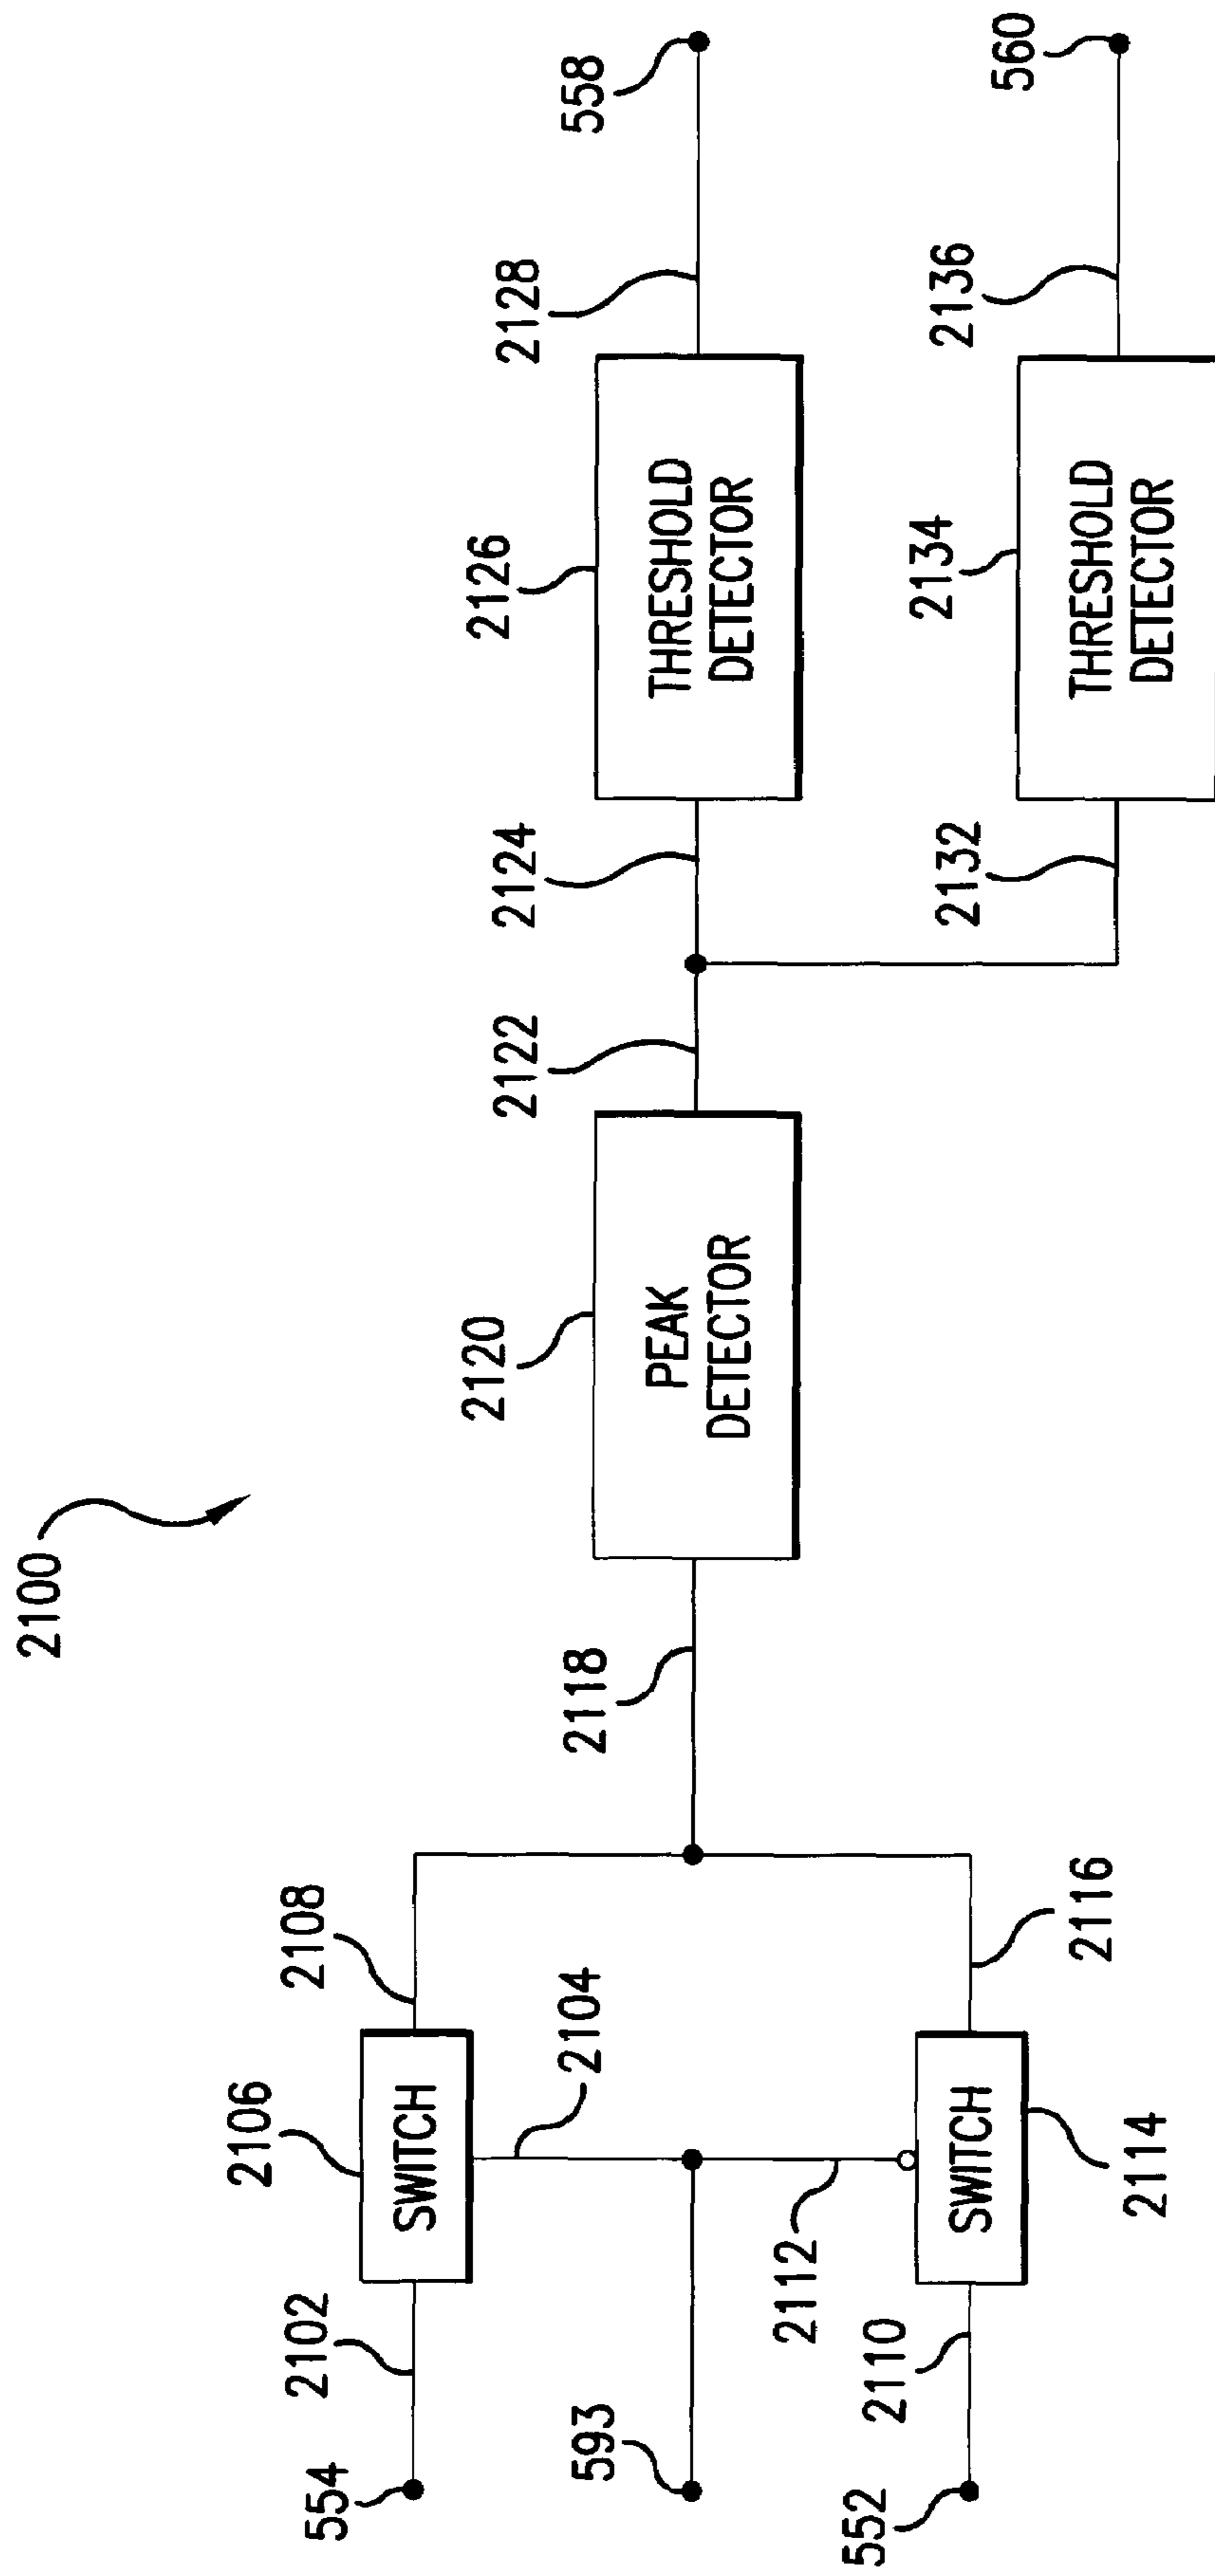 2100
554
2102
2106
SWITCH
2108
2104
593
2112
552
2110
SWITCH
2114
2116
2118
2120
PEAK
DETECTOR
2122
2124
2126
THRESHOLD
DETECTOR
2128
558
2132
2134
THRESHOLD
DETECTOR
2136
560